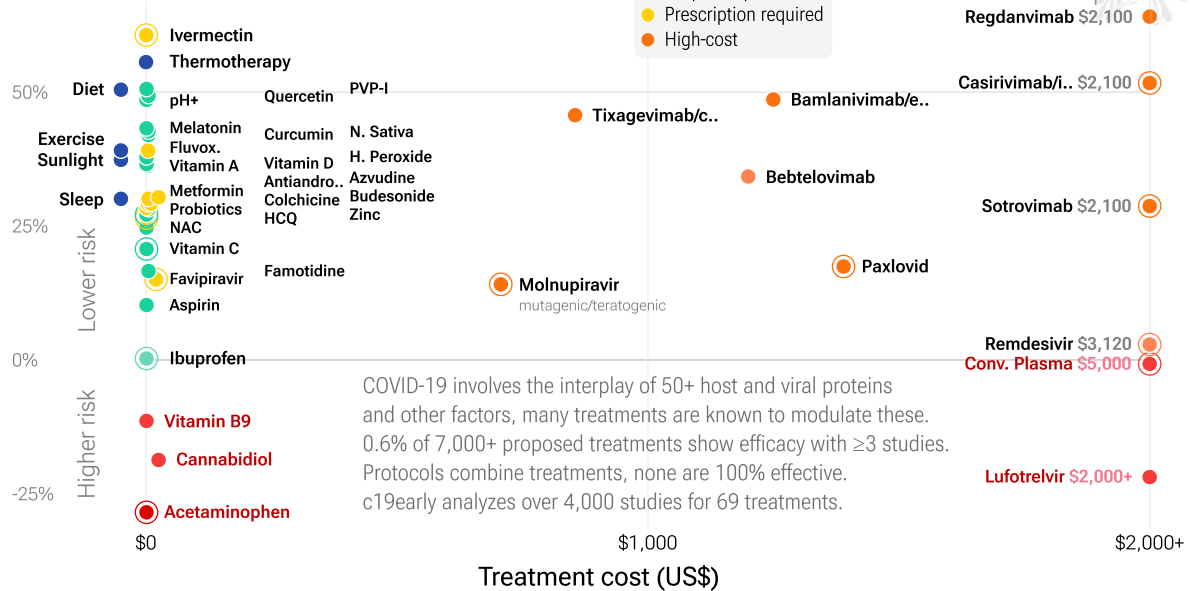 Prescription required
High-cost
Regdanvimab $2,100
Ivermectin
Thermotherapy
Diet
50%
pH+
Quercetin
PVP-I
Casirivimab/i.. $2,100
Bamlanivimab/e..
Tixagevimab/c..
Melatonin
Curcumin
N. Sativa
Exercise
Fluvox.
Sunlight
Vitamin A
Vitamin D
H. Peroxide
Antiandro..
Azvudine
Bebtelovimab
Sleep
Metformin
Colchicine
Budesonide
Probiotics
HCQ
Zinc
Sotrovimab $2,100
25%
NAC
Vitamin C
Lower risk
Favipiravir
Famotidine
Paxlovid
Molnupiravir
mutagenic/teratogenic
Aspirin
Remdesivir $3,120
0%
Ibuprofen
Conv. Plasma $5,000
COVID-19 involves the interplay of 50+ host and viral proteins
and other factors, many treatments are known to modulate these.
0.6% of 7,000+ proposed treatments show efficacy with ≥3 studies.
Protocols combine treatments, none are 100% effective.
c19early analyzes over 4,000 studies for 69 treatments.
Higher risk
Vitamin B9
Cannabidiol
Lufotrelvir $2,000+
-25%
Acetaminophen
$0
$1,000
$2,000+
Treatment cost (US$)